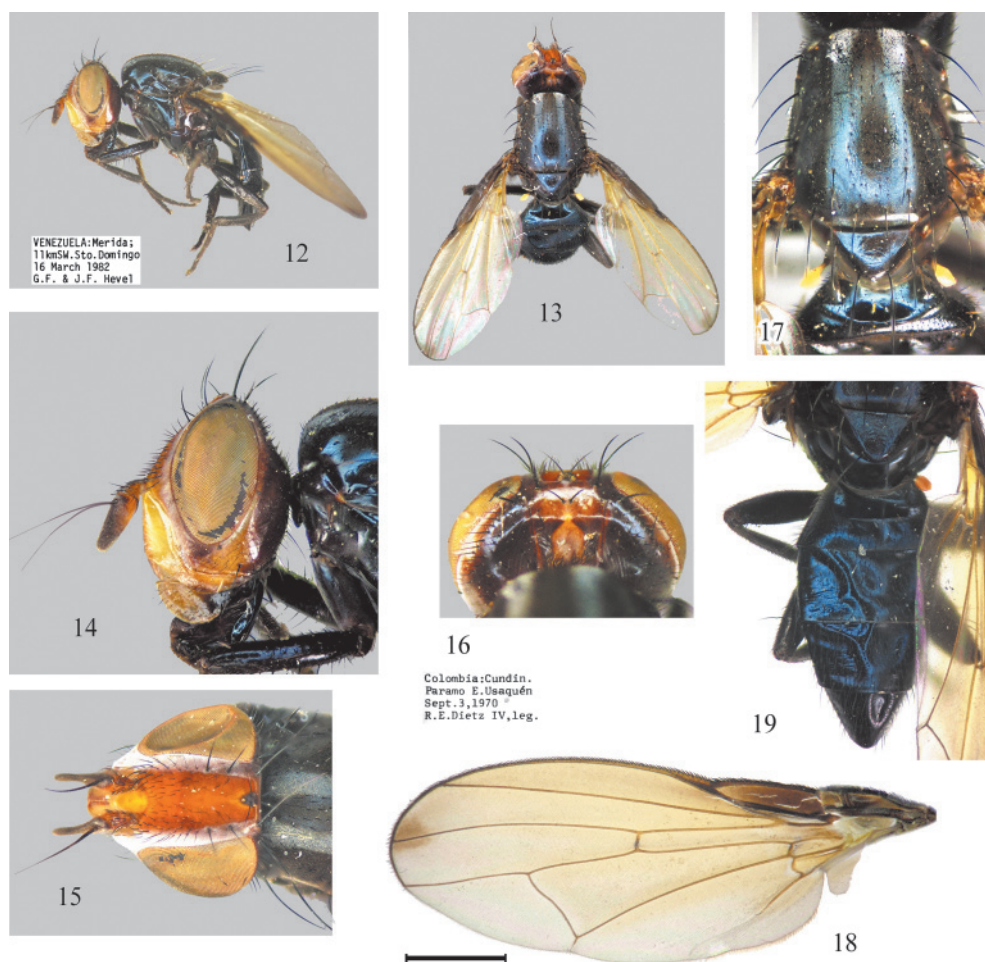 VENEZUELA:Merida;
11kmSW.Sto.Domingo
16 March 1982
G.F. & J.F. Hevel
12
13
17
14
16
Colombia:Cundin.
Paramo E.Usaquén
Sept.3,1970
R.E.Dietz IV,leg.
19
15
18